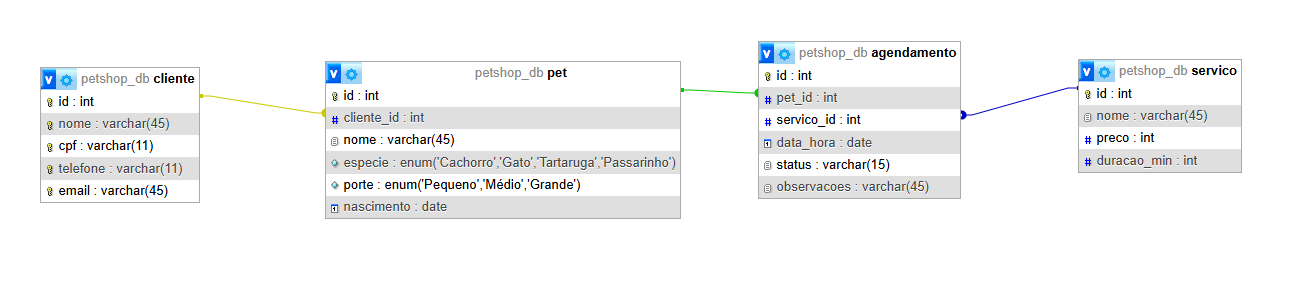 petshop_db cliente
id : int
nome : varchar(45)
cpf : varchar(11)
telefone : varchar(11)
email : varchar(45)
petshop_db pet
id : int
cliente_id : int
nome : varchar(45)
especie : enum('Cachorro','Gato','Tartaruga','Passarinho')
porte : enum('Pequeno','Médio','Grande')
nascimento : date
petshop_db agendamento
id : int
pet_id : int
servico_id : int
data_hora : date
status : varchar(15)
observacoes : varchar(45)
petshop_db servico
id : int
nome : varchar(45)
preco : int
duracao_min : int